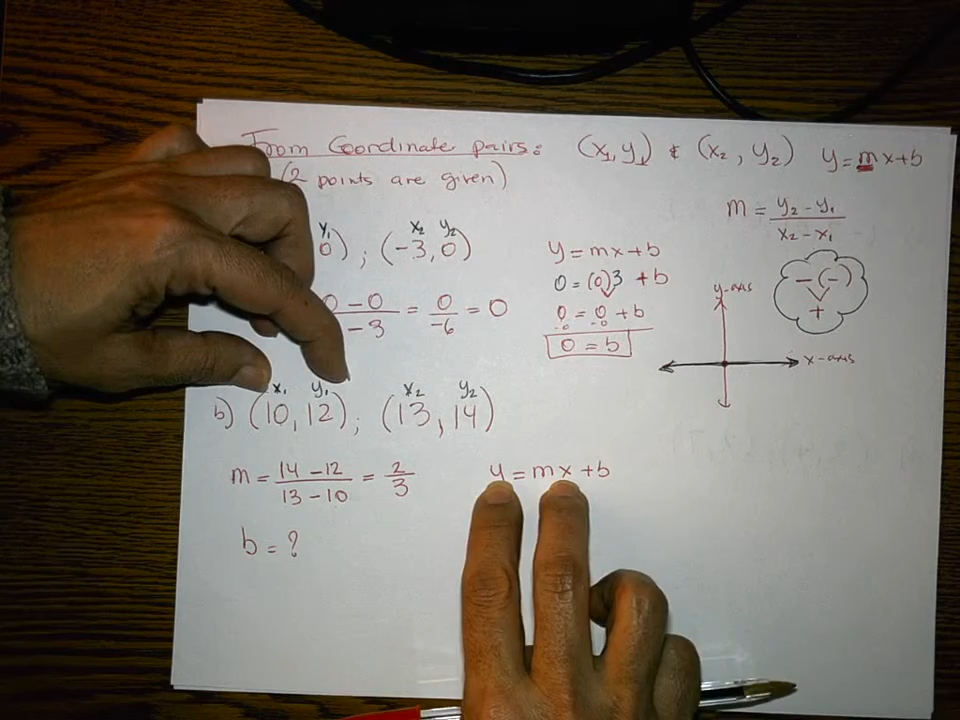 From Coordinate pairs: (x₁, y₁) & (x₂, y₂) y = mx + b
(2 points are given)
m = y₂ - y₁ / x₂ - x₁
y₁ x₂ y₂
0) ; (-3, 0)
0 - 0 / - 3 = 0 / -6 = 0
y = mx + b
0 = (0)3 + b
0 = 0 + b
-0 -0
0 = b
- (-)
+
y-axis
x-axis
x₁ y₁ x₂ y₂
b) (10, 12) ; (13, 14)
m = 14 - 12 / 13 - 10 = 2 / 3
y = mx + b
b = ?